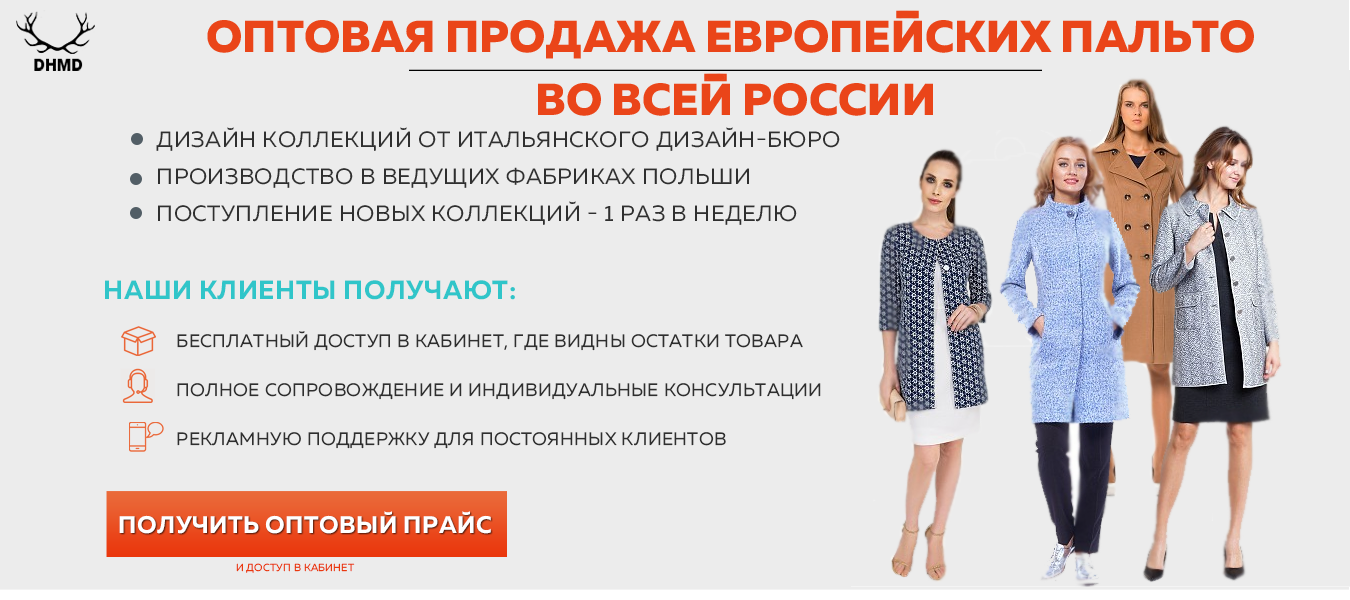 DHMD
ОПТОВАЯ ПРОДАЖА ЕВРОПЕЙСКИХ ПАЛЬТО
ВО ВСЕЙ РОССИИ
ДИЗАЙН КОЛЛЕКЦИЙ ОТ ИТАЛЬЯНСКОГО ДИЗАЙН-БЮРО
ПРОИЗВОДСТВО В ВЕДУЩИХ ФАБРИКАХ ПОЛЬШИ
ПОСТУПЛЕНИЕ НОВЫХ КОЛЛЕКЦИЙ - 1 РАЗ В НЕДЕЛЮ
НАШИ КЛИЕНТЫ ПОЛУЧАЮТ:
БЕСПЛАТНЫЙ ДОСТУП В КАБИНЕТ, ГДЕ ВИДНЫ ОСТАТКИ ТОВАРА
ПОЛНОЕ СОПРОВОЖДЕНИЕ И ИНДИВИДУАЛЬНЫЕ КОНСУЛЬТАЦИИ
РЕКЛАМНУЮ ПОДДЕРЖКУ ДЛЯ ПОСТОЯННЫХ КЛИЕНТОВ
ПОЛУЧИТЬ ОПТОВЫЙ ПРАЙС
И ДОСТУП В КАБИНЕТ